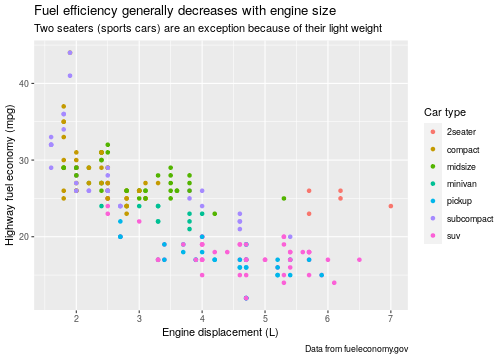 Fuel efficiency generally decreases with engine size
Two seaters (sports cars) are an exception because of their light weight
Highway fuel economy (mpg)
40
30
20
2
3
4
5
6
7
Engine displacement (L)
Car type
2seater
compact
midsize
minivan
pickup
subcompact
suv
Data from fueleconomy.gov